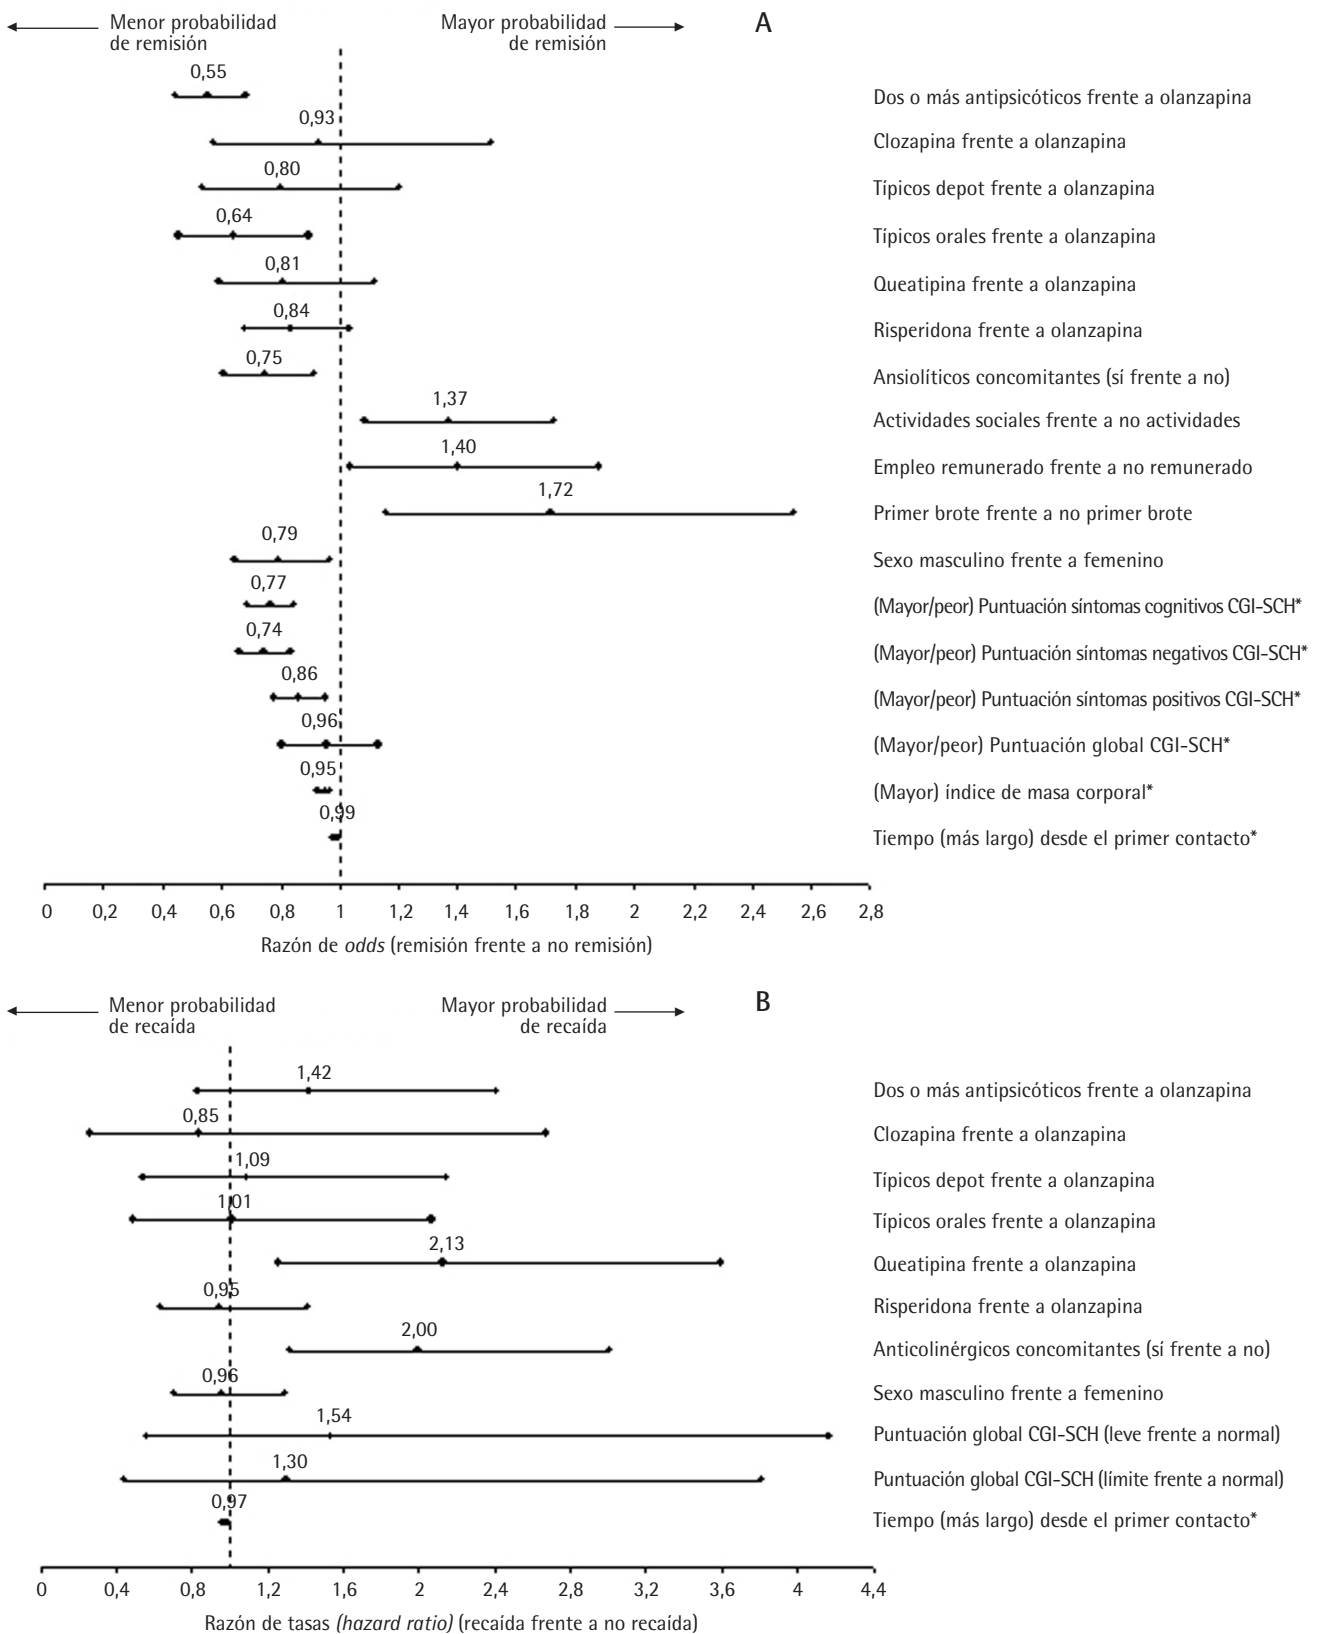 Menor probabilidad
de remisión
Mayor probabilidad
de remisión
A
0,55
Dos o más antipsicóticos frente a olanzapina
0,93
Clozapina frente a olanzapina
0,80
Típicos depot frente a olanzapina
0,64
Típicos orales frente a olanzapina
0,81
Queatipina frente a olanzapina
0,84
Risperidona frente a olanzapina
0,75
Ansiolíticos concomitantes (sí frente a no)
1,37
Actividades sociales frente a no actividades
1,40
Empleo remunerado frente a no remunerado
1,72
Primer brote frente a no primer brote
0,79
Sexo masculino frente a femenino
0,77
(Mayor/peor) Puntuación síntomas cognitivos CGI-SCH*
0,74
(Mayor/peor) Puntuación síntomas negativos CGI-SCH*
0,86
(Mayor/peor) Puntuación síntomas positivos CGI-SCH*
0,96
(Mayor/peor) Puntuación global CGI-SCH*
0,95
(Mayor) índice de masa corporal*
0,99
Tiempo (más largo) desde el primer contacto*
0 0,2 0,4 0,6 0,8 1 1,2 1,4 1,6 1,8 2 2,2 2,4 2,6 2,8
Razón de odds (remisión frente a no remisión)
Menor probabilidad
de recaída
Mayor probabilidad
de recaída
B
1,42
Dos o más antipsicóticos frente a olanzapina
0,85
Clozapina frente a olanzapina
1,09
Típicos depot frente a olanzapina
1,01
Típicos orales frente a olanzapina
2,13
Queatipina frente a olanzapina
0,95
Risperidona frente a olanzapina
2,00
Anticolinérgicos concomitantes (sí frente a no)
0,96
Sexo masculino frente a femenino
1,54
Puntuación global CGI-SCH (leve frente a normal)
1,30
Puntuación global CGI-SCH (límite frente a normal)
0,97
Tiempo (más largo) desde el primer contacto*
0 0,4 0,8 1,2 1,6 2 2,4 2,8 3,2 3,6 4 4,4
Razón de tasas (hazard ratio) (recaída frente a no recaída)